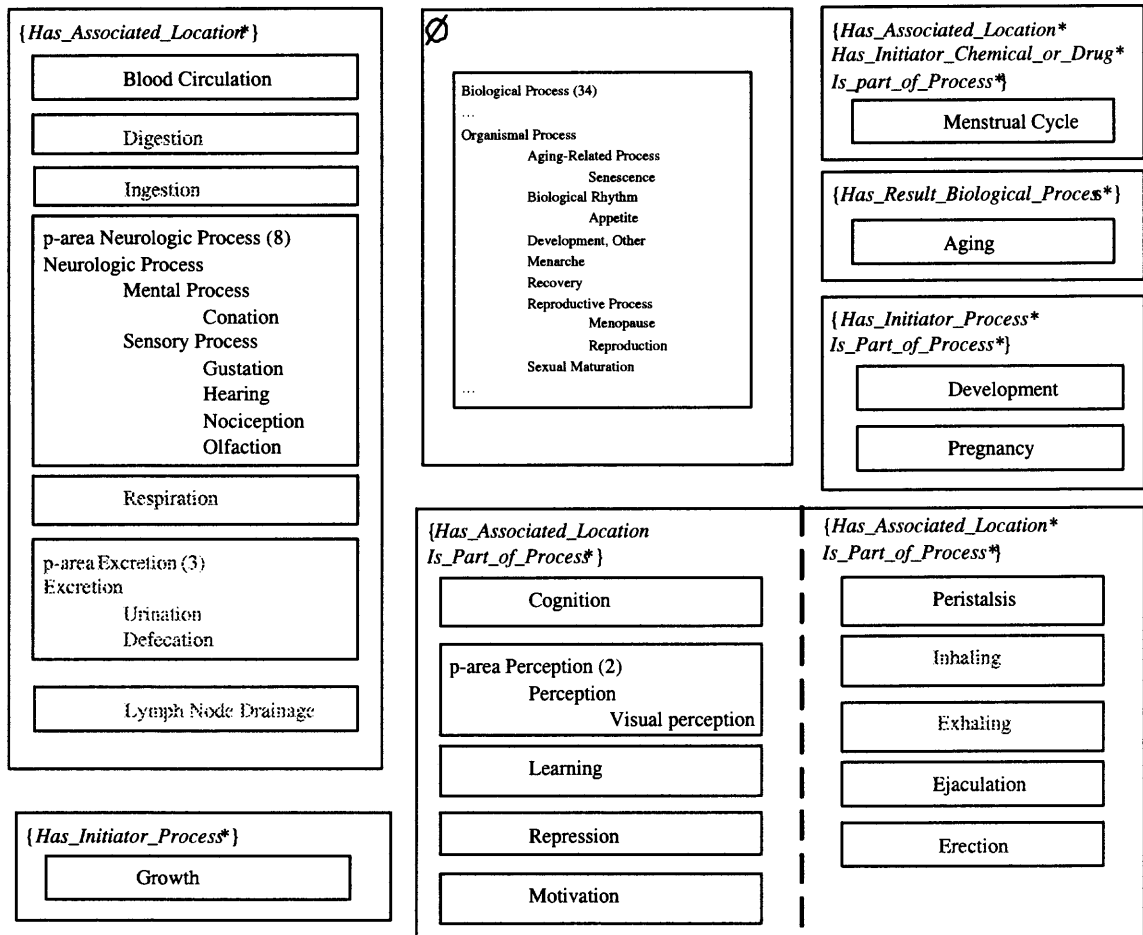 {Has_Associated_Location*}
Blood Circulation
Digestion
Ingestion
p-area Neurologic Process (8)
Neurologic Process
Mental Process
Conation
Sensory Process
Gustation
Hearing
Nociception
Olfaction
Respiration
p-area Excretion (3)
Excretion
Urination
Defecation
Lymph Node Drainage
{Has_Initiator_Process*}
Growth
Ø
Biological Process (34)
...
Organismal Process
Aging-Related Process
Senescence
Biological Rhythm
Appetite
Development, Other
Menarche
Recovery
Reproductive Process
Menopause
Reproduction
Sexual Maturation
...
{Has_Associated_Location*
Has_Initiator_Chemical_or_Drug*
Is_part_of_Process*}
Menstrual Cycle
{Has_Result_Biological_Process*}
Aging
{Has_Initiator_Process*
Is_Part_of_Process*}
Development
Pregnancy
{Has_Associated_Location
Is_Part_of_Process*}
Cognition
p-area Perception (2)
Perception
Visual perception
Learning
Repression
Motivation
{Has_Associated_Location*
Is_Part_of_Process*}
Peristalsis
Inhaling
Exhaling
Ejaculation
Erection